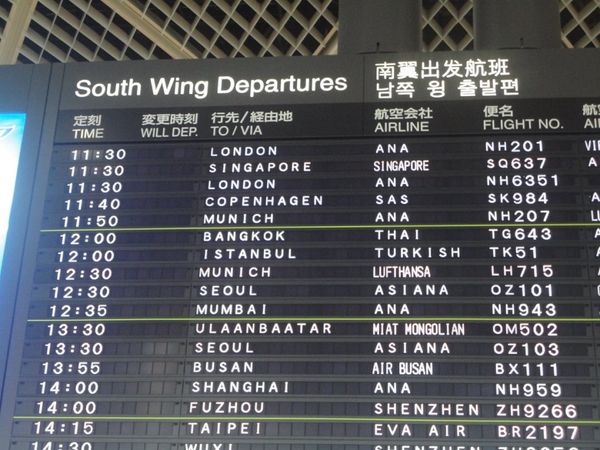 South Wing Departures 南翼出发航班
남쪽 윙 출발편
定刻 変更時刻 行先/経由地 航空会社 便名
TIME WILL DEP. TO / VIA AIRLINE FLIGHT NO.
11:30 LONDON ANA NH201
11:30 SINGAPORE SINGAPORE SQ637
11:30 LONDON ANA NH6351
11:40 COPENHAGEN SAS SK984
11:50 MUNICH ANA NH207
12:00 BANGKOK THAI TG643
12:00 ISTANBUL TURKISH TK51
12:30 MUNICH LUFTHANSA LH715
12:30 SEOUL ASIANA OZ101
12:35 MUMBAI ANA NH943
13:30 ULAANBAATAR MIAT MONGOLIAN OM502
13:30 SEOUL ASIANA OZ103
13:55 BUSAN AIR BUSAN BX111
14:00 SHANGHAI ANA NH959
14:00 FUZHOU SHENZHEN ZH9266
14:15 TAIPEI EVA AIR BR2197
14:30 WUXI SHENZHEN